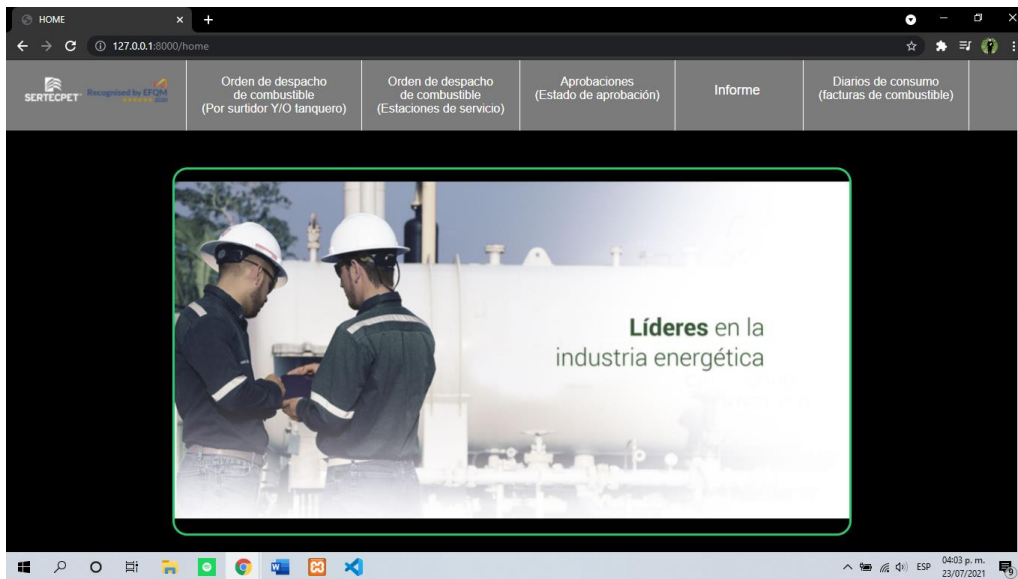 HOME
127.0.0.1:8000/home
SERTECPET
Recognised by EFQM
Orden de despacho
de combustible
(Por surtidor Y/O tanquero)
Orden de despacho
de combustible
(Estaciones de servicio)
Aprobaciones
(Estado de aprobación)
Informe
Diarios de consumo
(facturas de combustible)
Líderes en la
industria energética
ESP
04:03 p. m.
23/07/2021